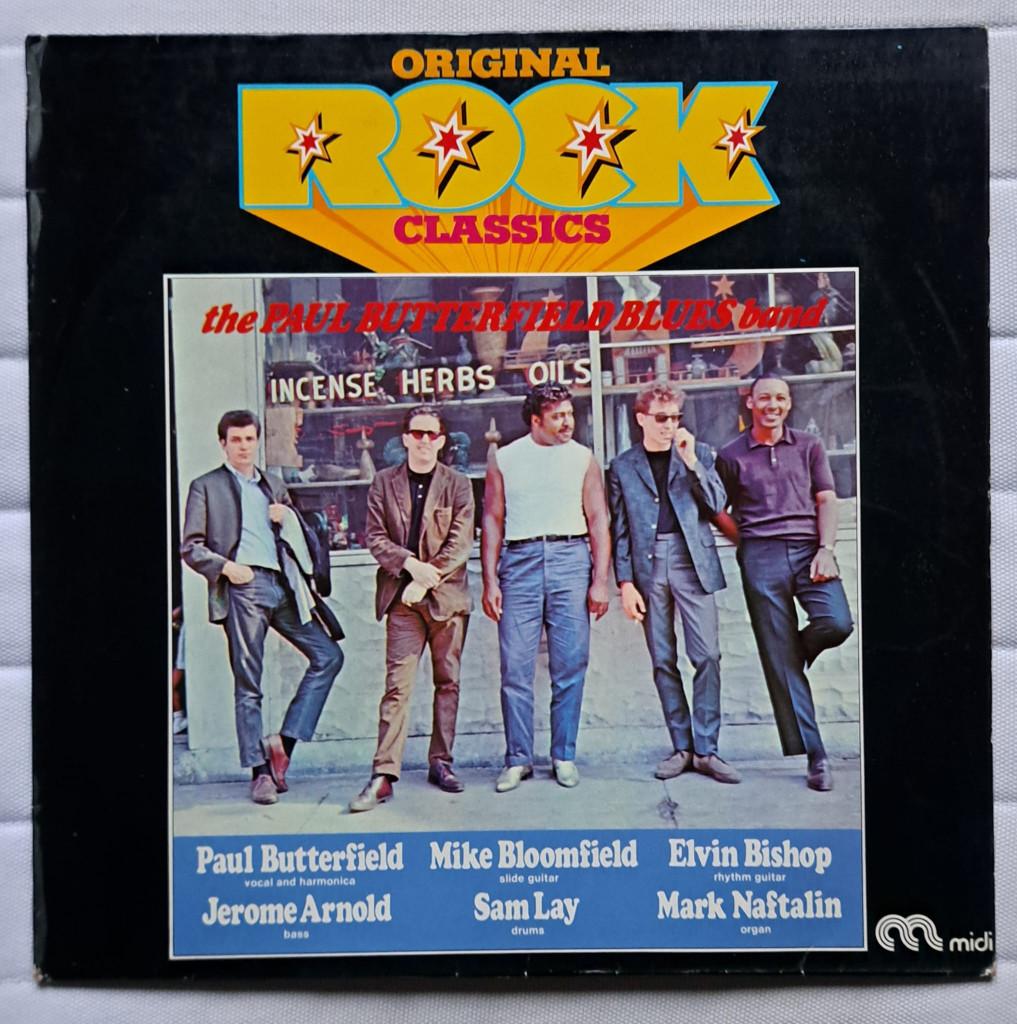 ORIGINAL
ROCK
CLASSICS
the PAUL BUTTERFIELD BLUES band
INCENSE HERBS OILS
Paul Butterfield Mike Bloomfield Elvin Bishop
vocal and harmonica slide guitar rhythm guitar
Jerome Arnold Sam Lay Mark Naftalin
bass drums organ
midi